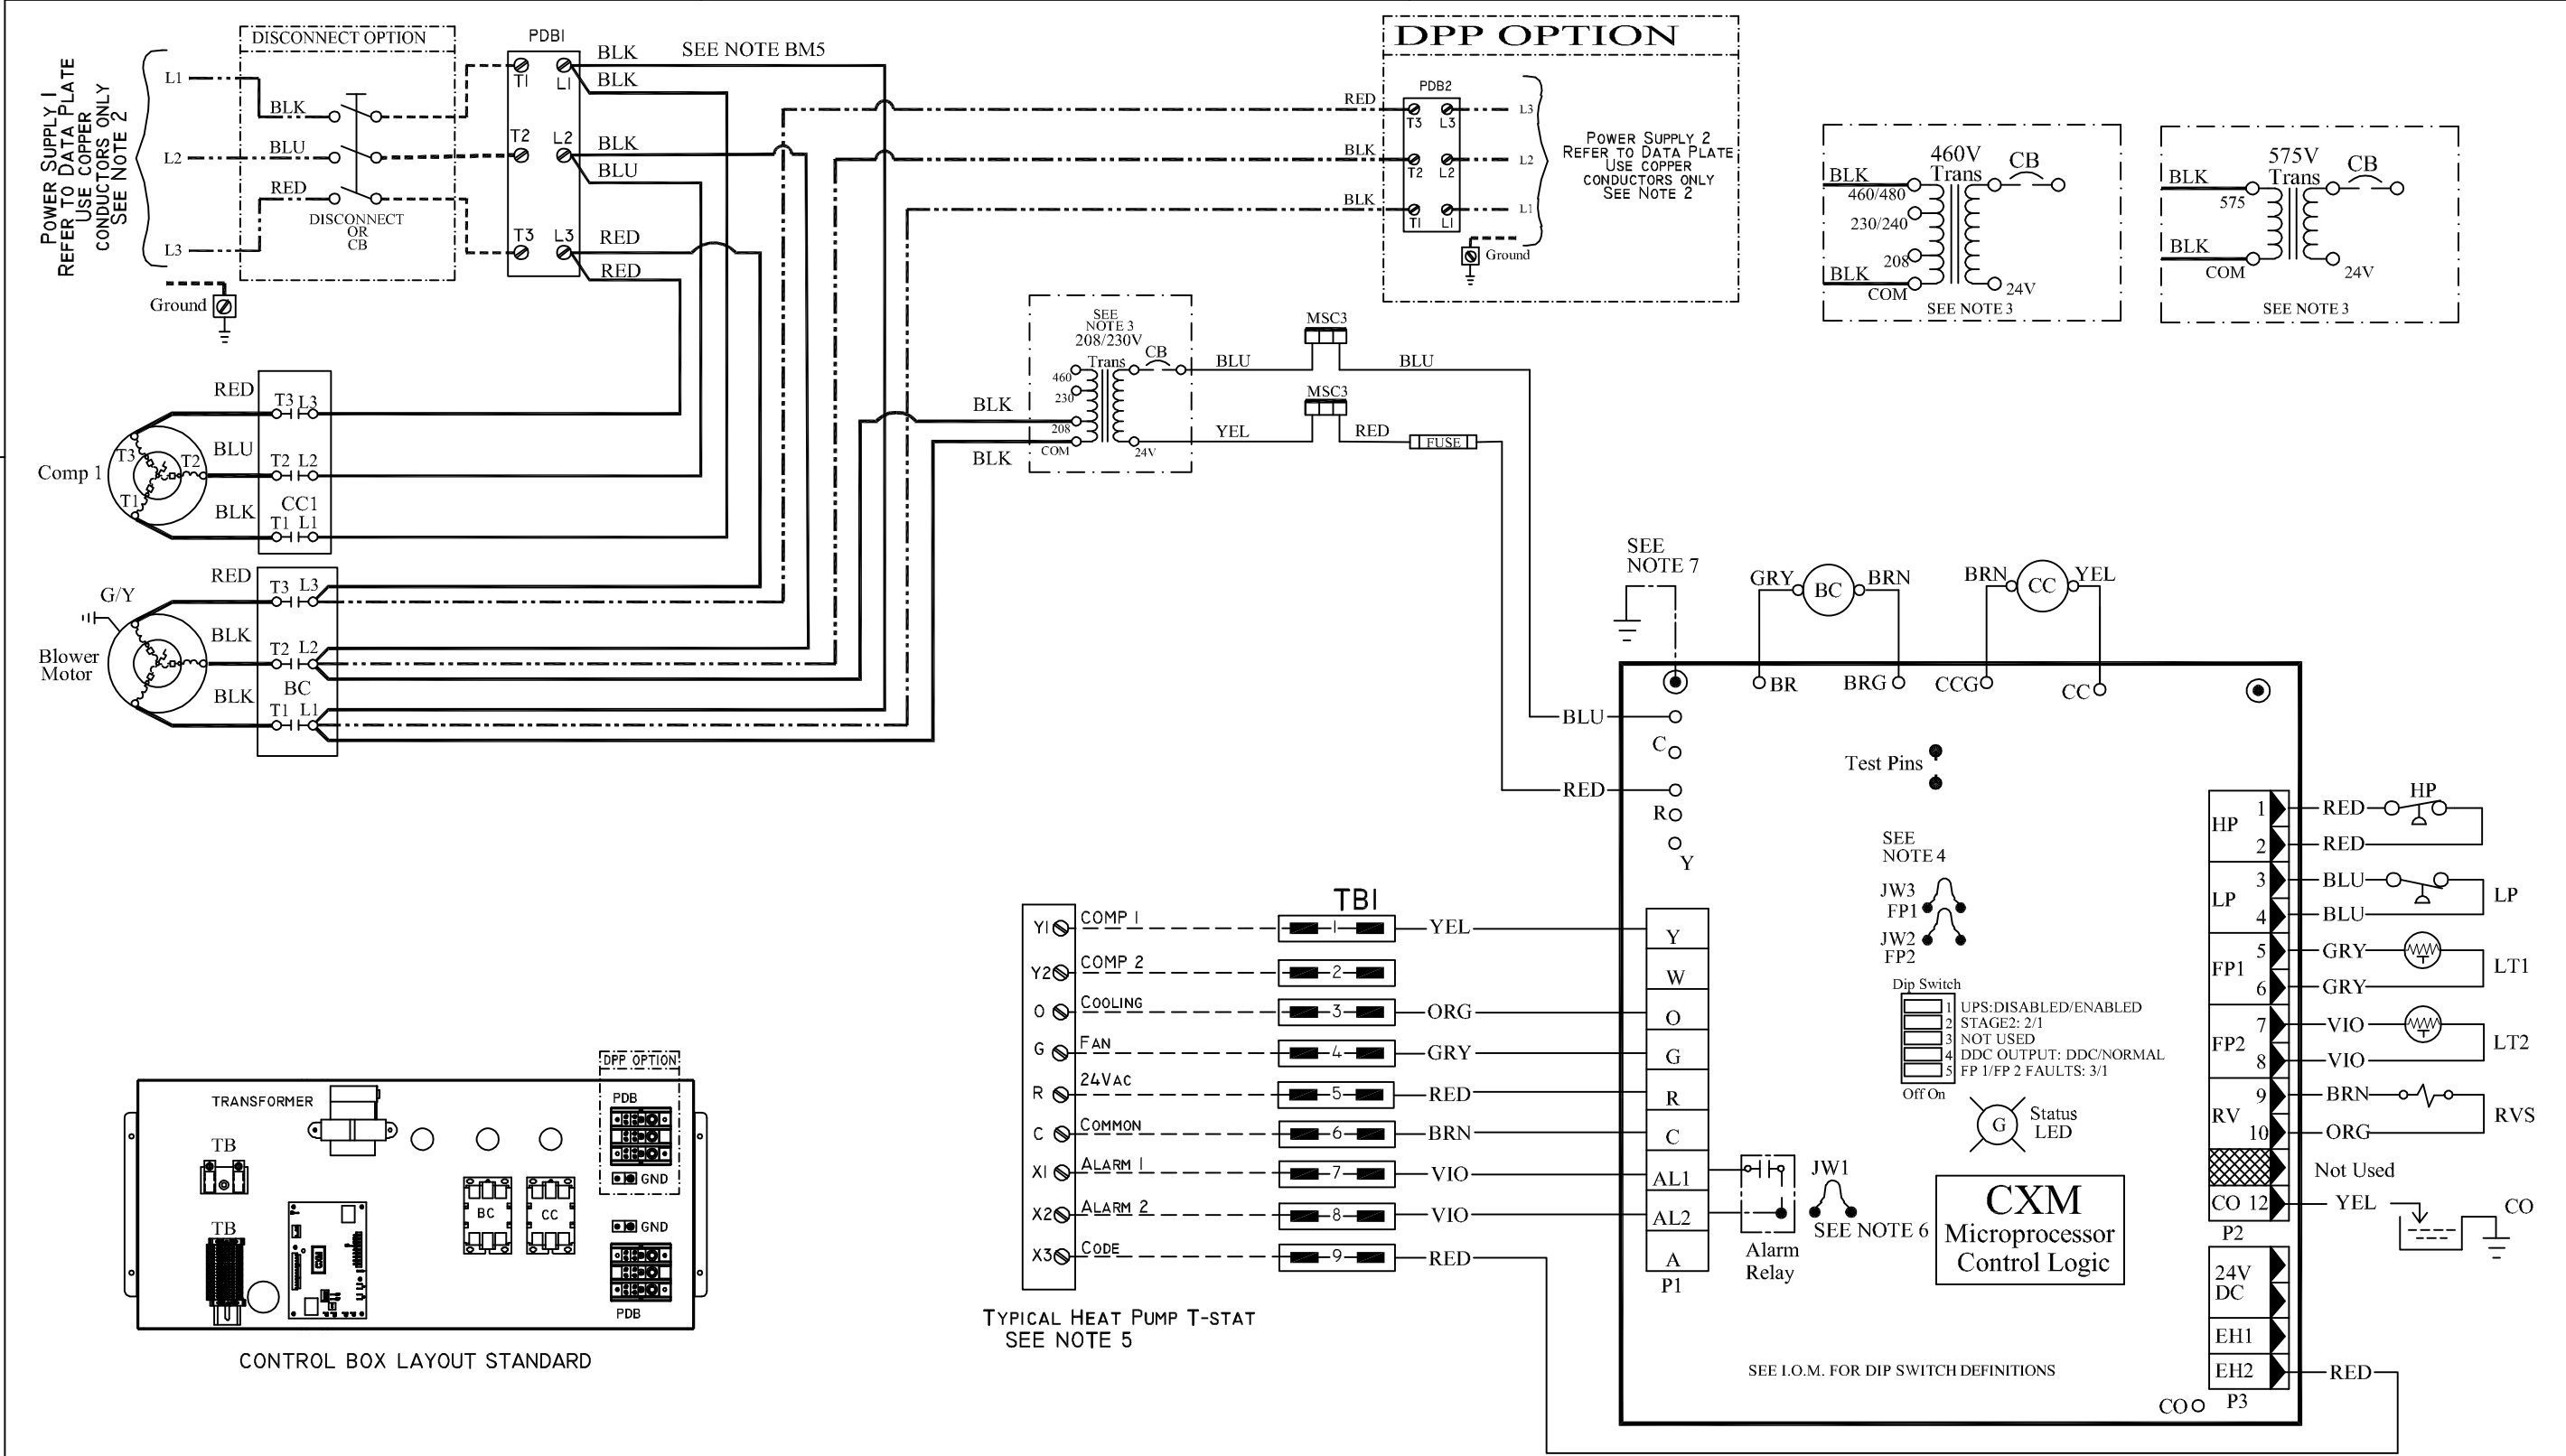 POWER SUPPLY 1
REFER TO DATA PLATE
USE COPPER
CONDUCTORS ONLY
SEE NOTE 2
L1
L2
L3
Ground
DISCONNECT OPTION
BLK
BLU
RED
DISCONNECT
OR
CB
PDB1
T1
L1
T2
L2
T3
L3
BLK
BLK
BLK
BLU
RED
RED
SEE NOTE BM5
DPP OPTION
PDB2
RED
T3 L3
L3
BLK
T2 L2
L2
BLK
T1 L1
L1
Ground
POWER SUPPLY 2
REFER TO DATA PLATE
USE COPPER
CONDUCTORS ONLY
SEE NOTE 2
460V
Trans
CB
BLK
460/480
230/240
208
BLK
COM
24V
SEE NOTE 3
575V
Trans
CB
BLK
575
BLK
COM
24V
SEE NOTE 3
SEE
NOTE 3
208/230V
Trans
CB
460
230
208
COM
24V
BLK
BLK
BLU
MSC3
BLU
YEL
MSC3
RED
FUSE
Comp 1
T3
T2
T1
RED
BLU
BLK
T3 L3
T2 L2
CC1
T1 L1
G/Y
Blower
Motor
RED
BLK
BLK
T3 L3
T2 L2
BC
T1 L1
SEE
NOTE 7
GRY
BC
BRN
BRN
CC
YEL
BR
BRG
CCG
CC
BLU
C
RED
R
Y
Test Pins
SEE
NOTE 4
JW3
FP1
JW2
FP2
Dip Switch
1 UPS:DISABLED/ENABLED
2 STAGE2: 2/1
3 NOT USED
4 DDC OUTPUT: DDC/NORMAL
5 FP 1/FP 2 FAULTS: 3/1
Off On
G
Status
LED
CXM
Microprocessor
Control Logic
SEE I.O.M. FOR DIP SWITCH DEFINITIONS
TB1
Y1 COMP 1 1 YEL Y
Y2 COMP 2 2 W
O COOLING 3 ORG O
G FAN 4 GRY G
R 24VAC 5 RED R
C COMMON 6 BRN C
X1 ALARM 1 7 VIO AL1
X2 ALARM 2 8 VIO AL2
X3 CODE 9 RED A
P1
TYPICAL HEAT PUMP T-STAT
SEE NOTE 5
JW1
SEE NOTE 6
Alarm
Relay
HP
1 RED HP
2 RED
LP
3 BLU
4 BLU
LP
FP1
5 GRY
6 GRY
LT1
FP2
7 VIO
8 VIO
LT2
RV
9 BRN
10 ORG
RVS
Not Used
CO 12 YEL CO
P2
24V
DC
EH1
EH2 RED
P3
CO
TRANSFORMER
TB
TB
CXM
BC
CC
DPP OPTION
PDB
GND
GND
PDB
CONTROL BOX LAYOUT STANDARD